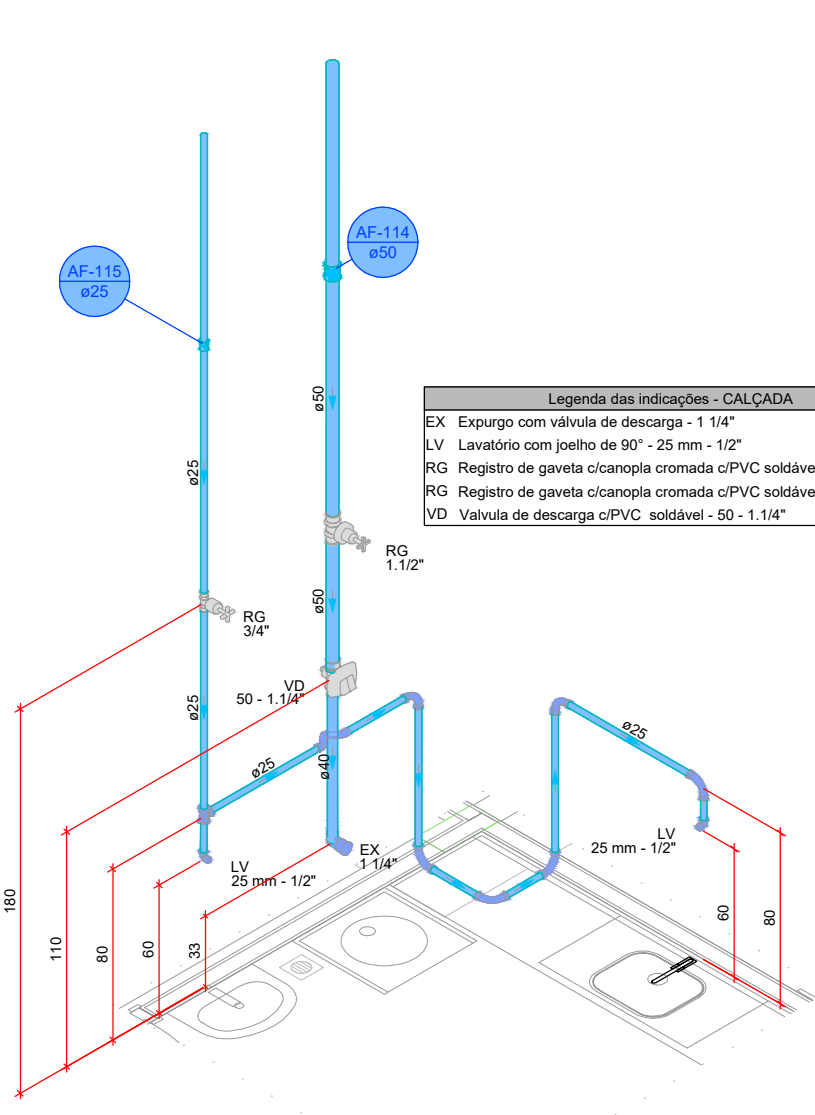 AF-114
ø50
AF-115
ø25
ø50
Legenda das indicações - CALÇADA
EX Expurgo com válvula de descarga - 1 1/4"
LV Lavatório com joelho de 90° - 25 mm - 1/2"
RG Registro de gaveta c/canopla cromada c/PVC
RG Registro de gaveta c/canopla cromada c/PVC
VD Valvula de descarga c/PVC soldável - 50 - 1.1/4"
ø25
RG
1.1/2"
ø50
RG
3/4"
VD
50 - 1.1/4"
ø25
ø25
ø25
ø40
EX
1 1/4"
LV
25 mm - 1/2"
LV
25 mm - 1/2"
180
110
80
60
33
60
80